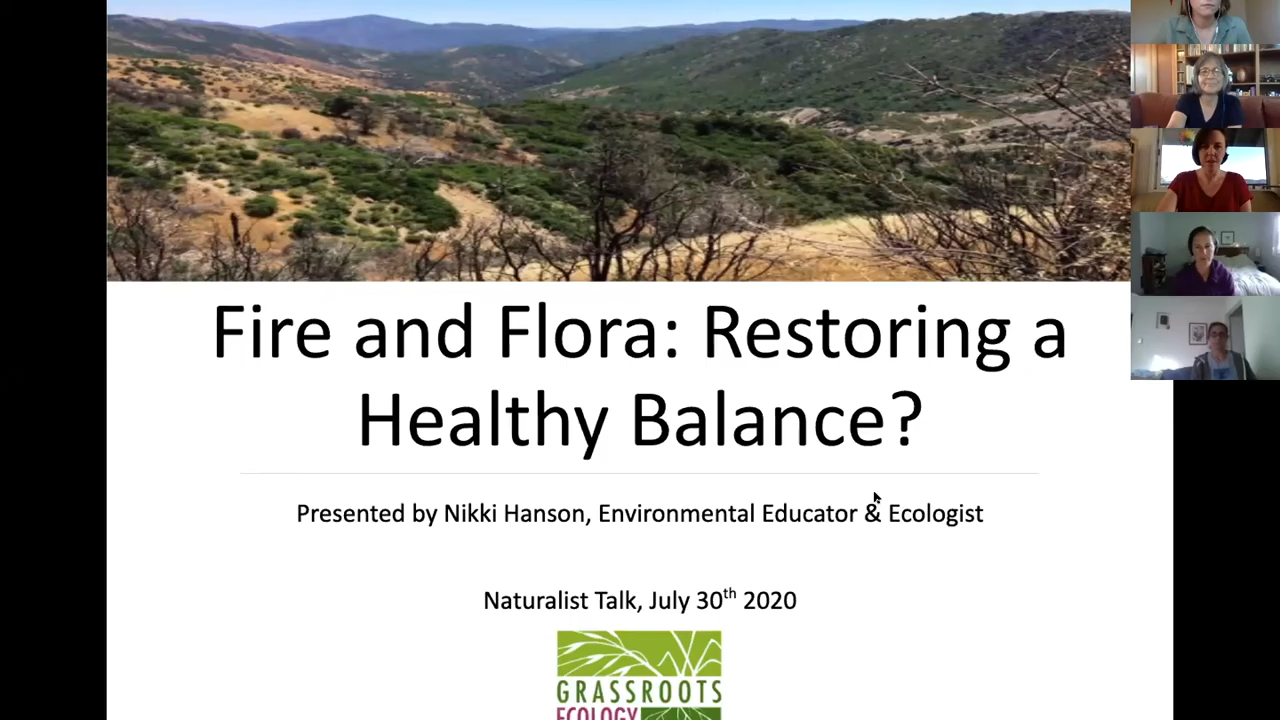 Fire and Flora: Restoring a
Healthy Balance?
Presented by Nikki Hanson, Environmental Educator & Ecologist
Naturalist Talk, July 30th 2020
GRASSROOTS
ECOLOGY